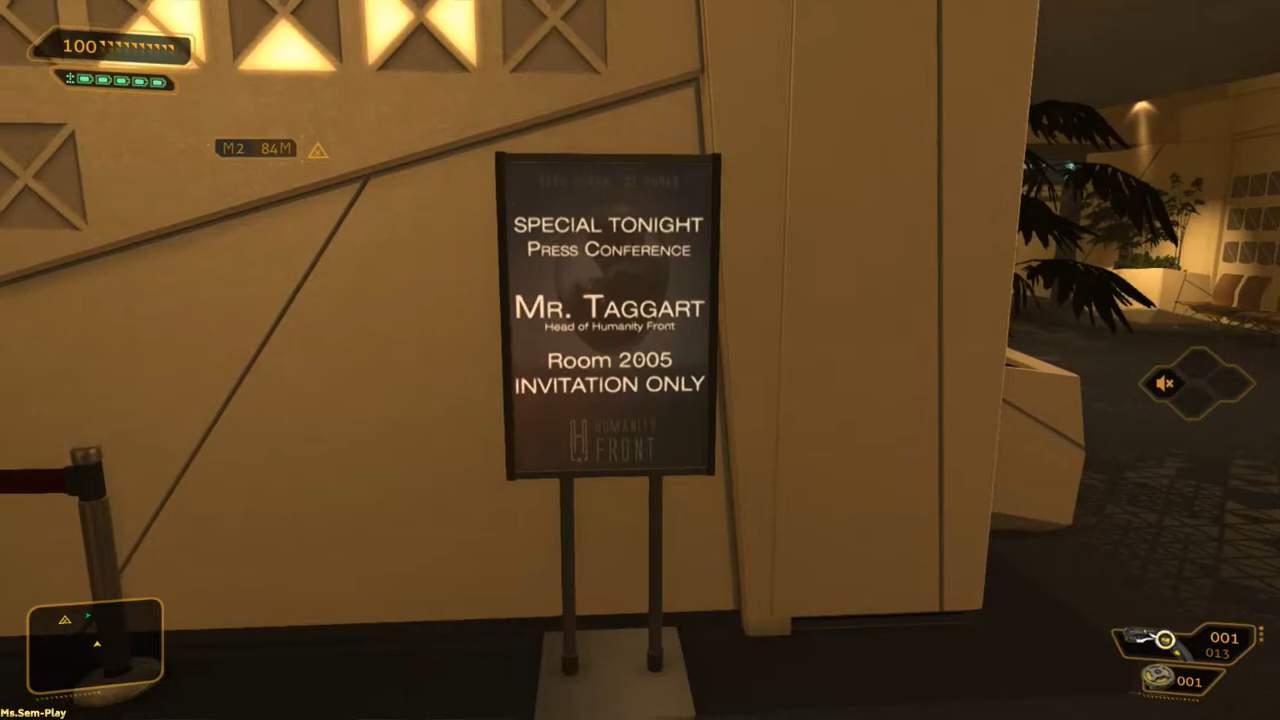 100
M2 84M
SPECIAL TONIGHT
PRESS CONFERENCE
MR. TAGGART
Head of Humanity Front
Room 2005
INVITATION ONLY
HUMANITY
FRONT
001
013
001
Ms.Sem-Play